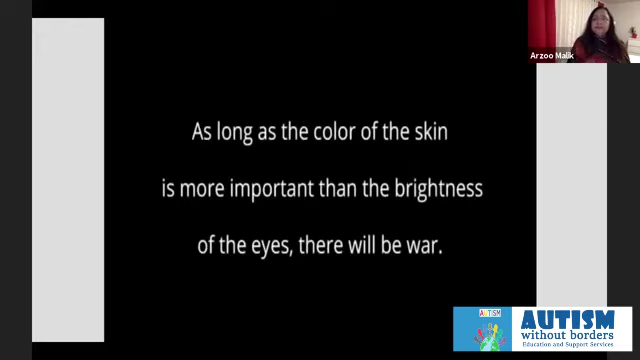 Arzoo Malik
As long as the color of the skin
is more important than the brightness
of the eyes, there will be war.
AUTISM
AUTISM
without borders
Education and Support Services